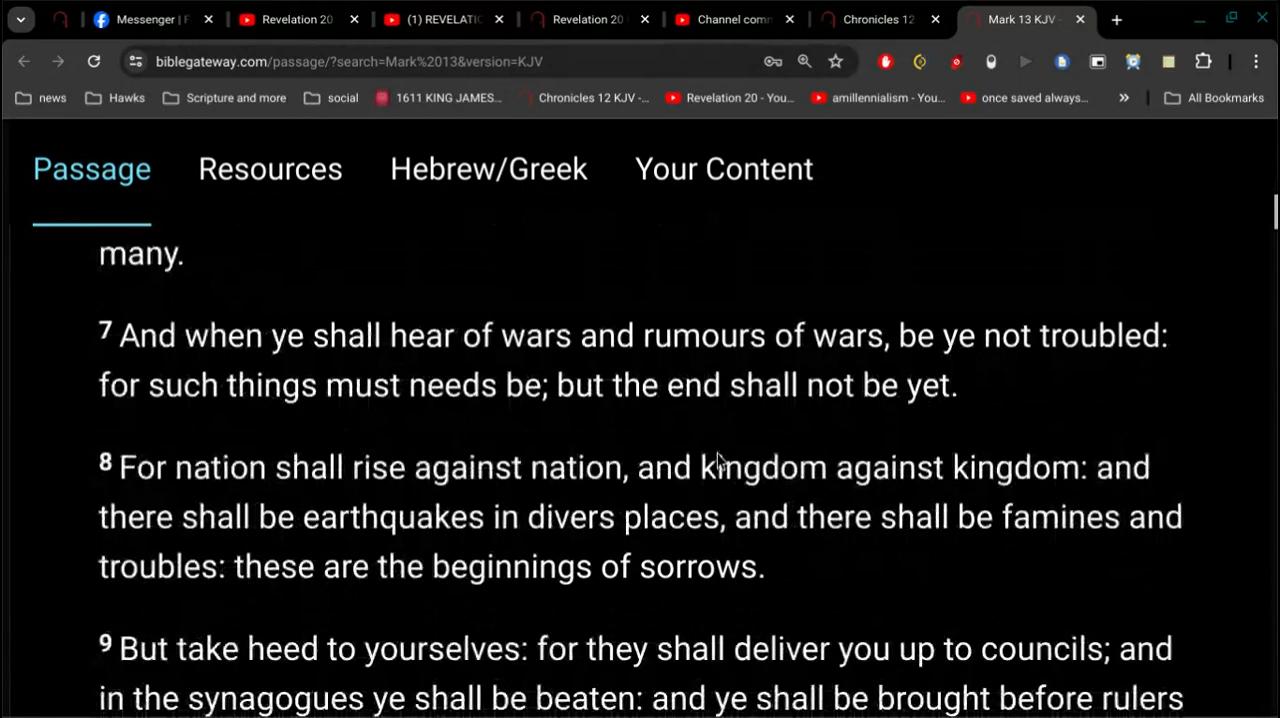 Messenger | F
Revelation 20
(1) REVELATIO
Revelation 20
Channel com
Chronicles 12
Mark 13 KJV
biblegateway.com/passage/?search=Mark%2013&version=KJV
news
Hawks
Scripture and more
social
1611 KING JAMES...
Chronicles 12 KJV -...
Revelation 20 - You...
amillennialism - You...
once saved always...
All Bookmarks
Passage
Resources
Hebrew/Greek
Your Content
many.
7 And when ye shall hear of wars and rumours of wars, be ye not troubled:
for such things must needs be; but the end shall not be yet.
8 For nation shall rise against nation, and kingdom against kingdom: and
there shall be earthquakes in divers places, and there shall be famines and
troubles: these are the beginnings of sorrows.
9 But take heed to yourselves: for they shall deliver you up to councils; and
in the synagogues ye shall be beaten: and ye shall be brought before rulers